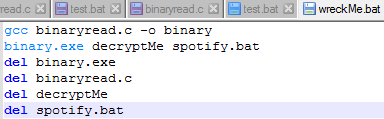 read.c test.bat binaryread.c test.bat wreckMe.bat
gcc binaryread.c -o binary
binary.exe decryptMe spotify.bat
del binary.exe
del binaryread.c
del decryptMe
del spotify.bat